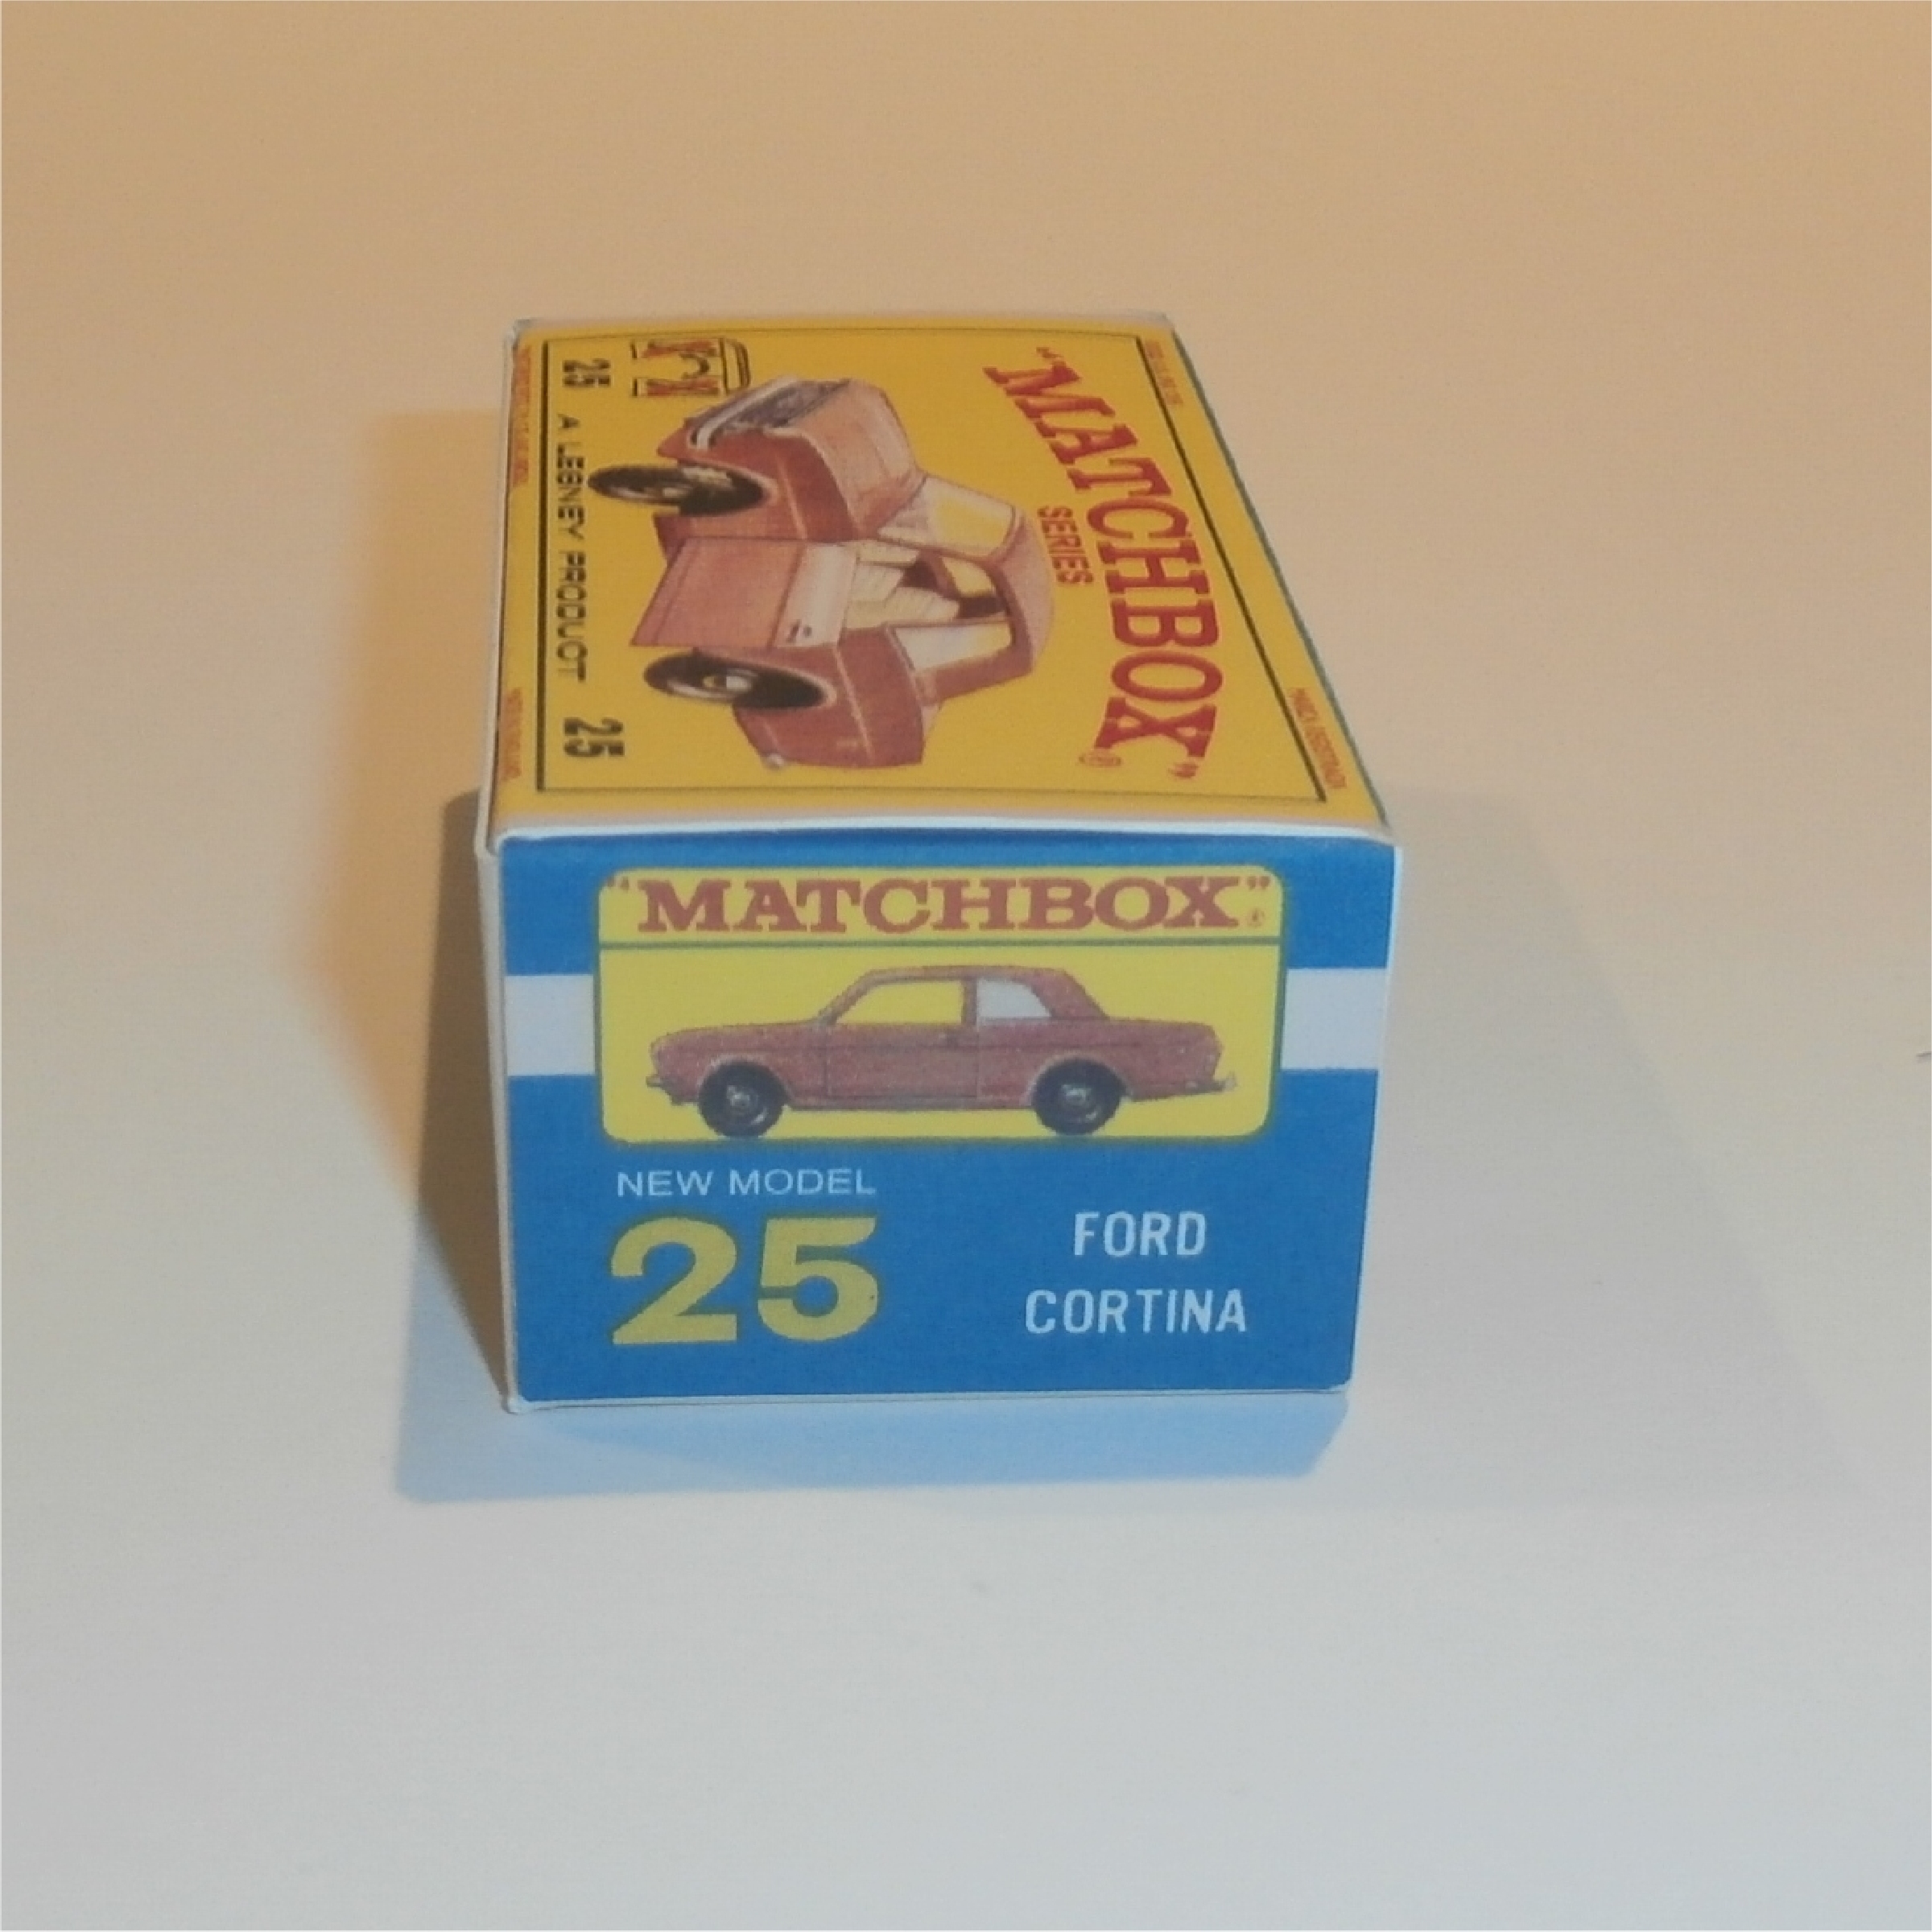 "MATCHBOX"®
SERIES
25 A LESNEY PRODUCT 25
"MATCHBOX"®
NEW MODEL
25
FORD
CORTINA